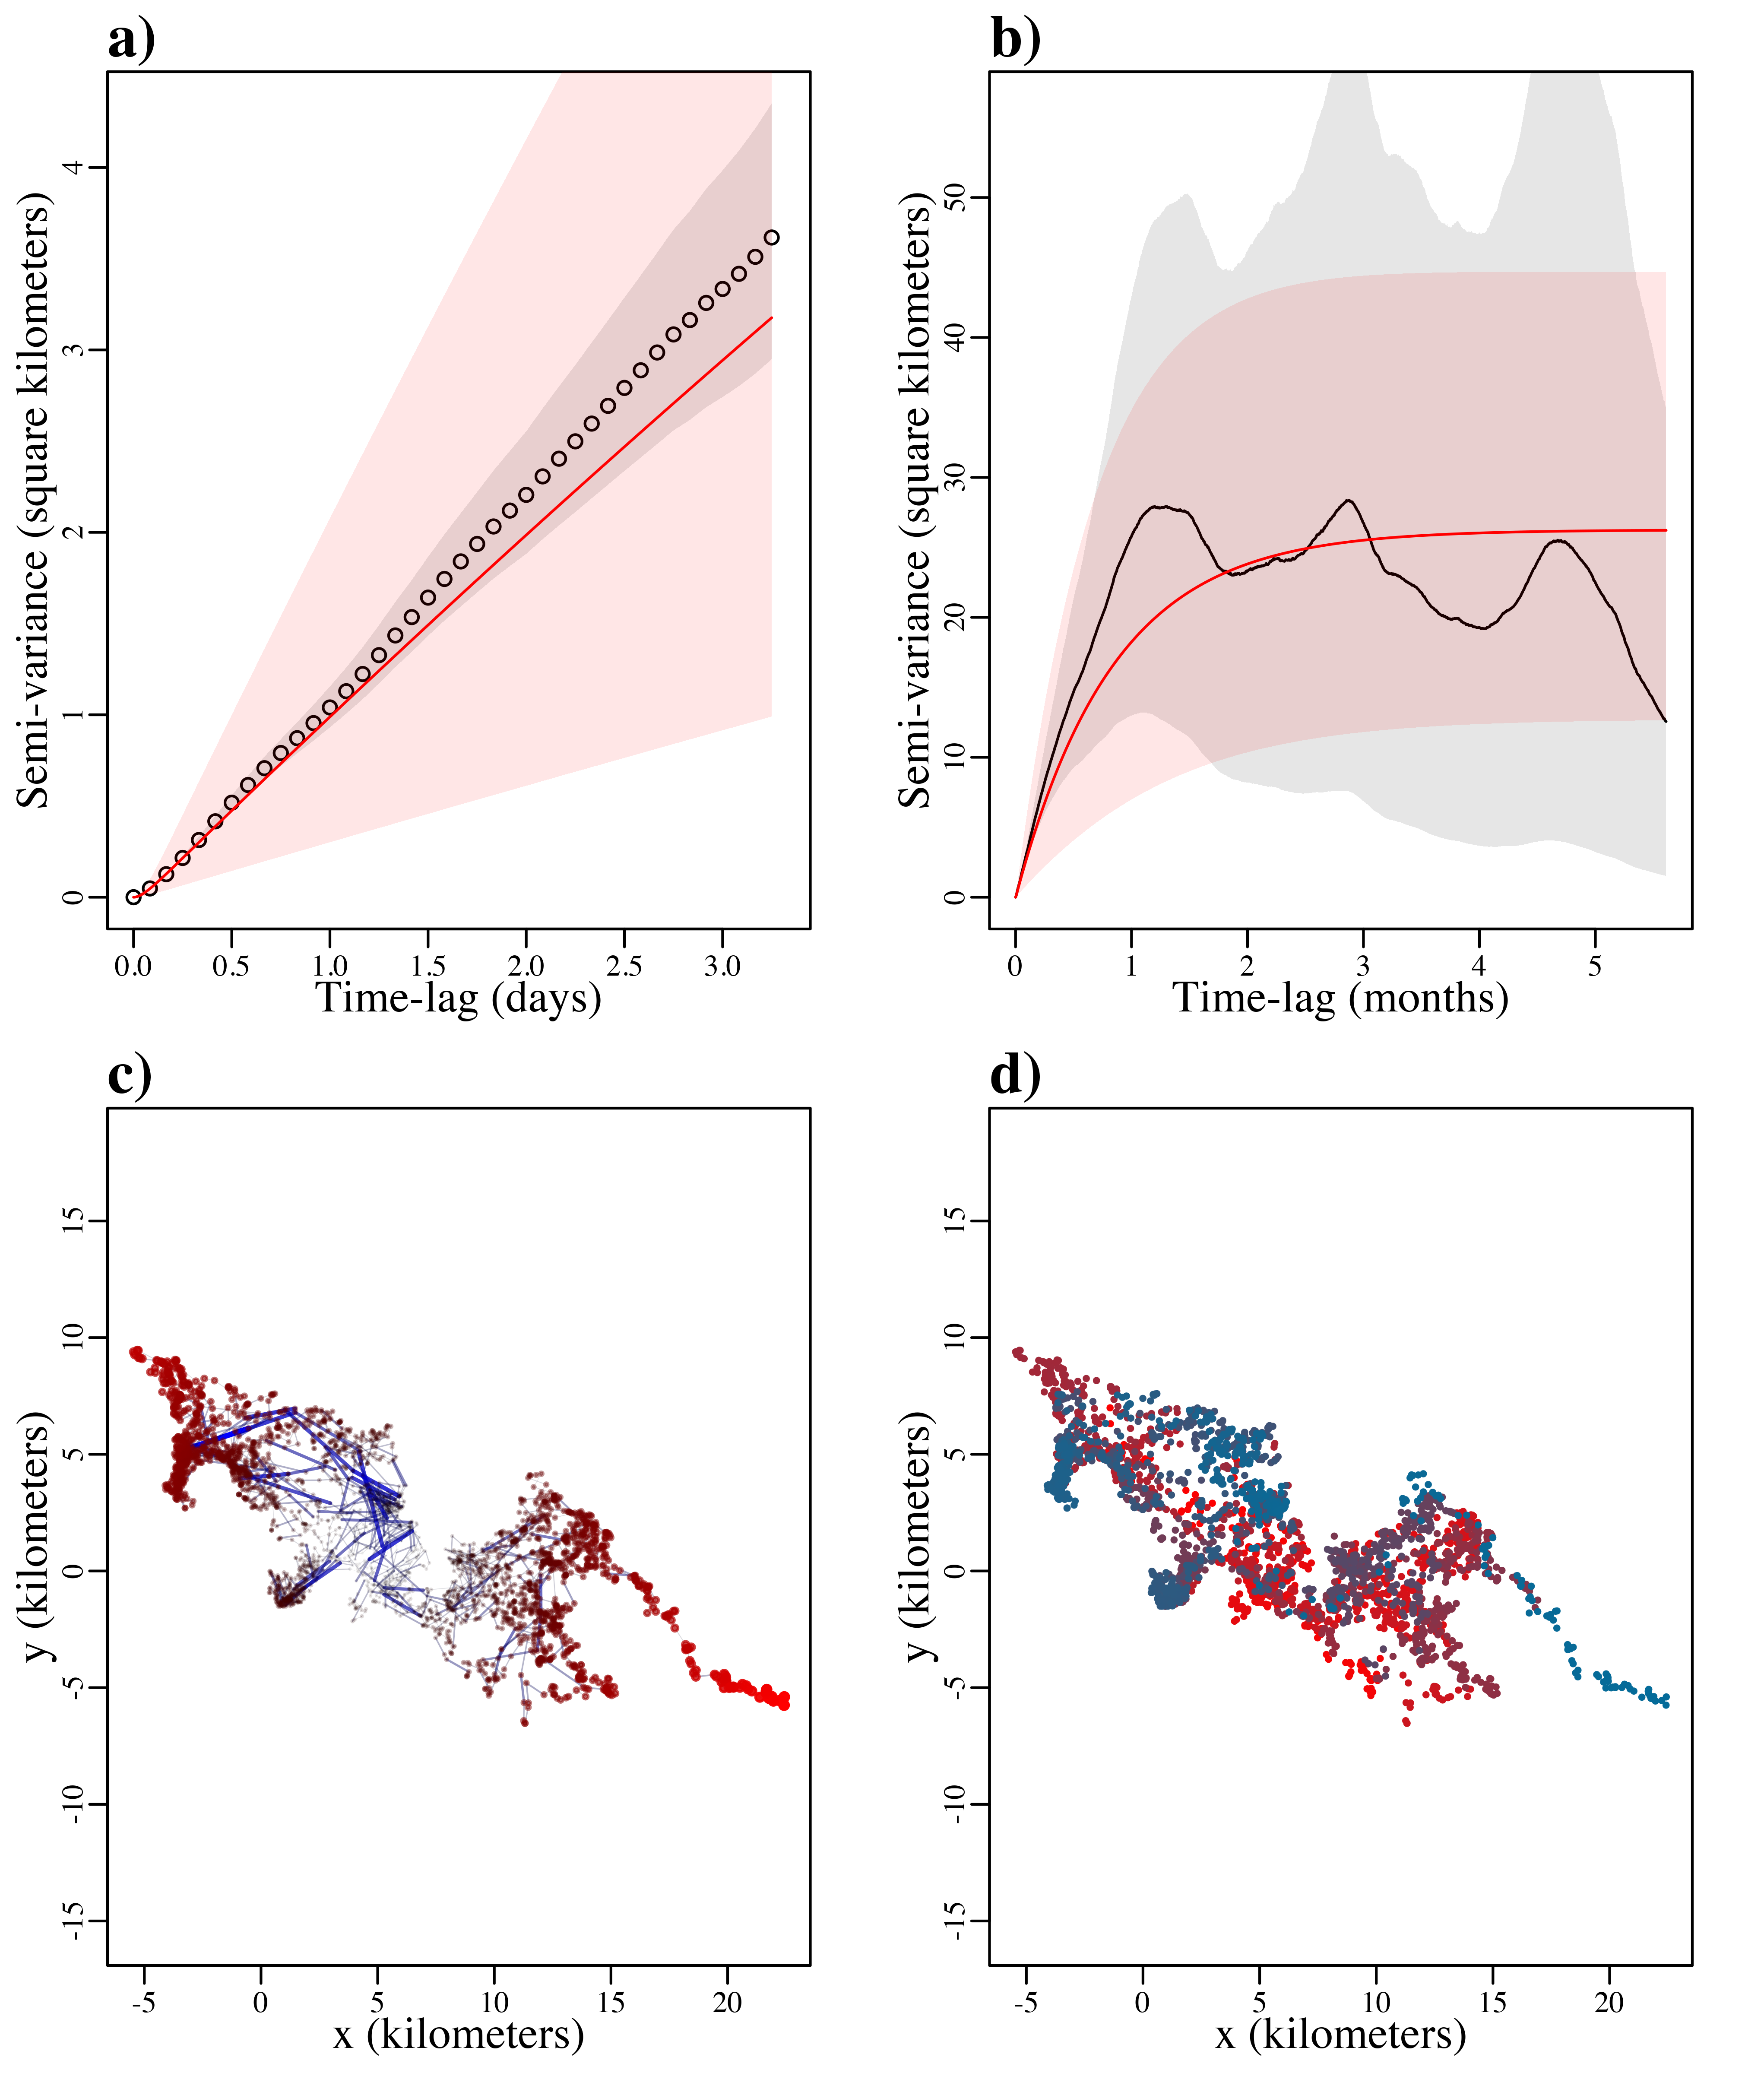 a)
Semi-variance (square kilometers)
4
3
2
1
0
0.0 0.5 1.0 1.5 2.0 2.5 3.0
Time-lag (days)
b)
Semi-variance (square kilometers)
50
40
30
20
10
0
0 1 2 3 4 5
Time-lag (months)
c)
y (kilometers)
15
10
5
0
-5
-10
-15
-5 0 5 10 15 20
x (kilometers)
d)
y (kilometers)
15
10
5
0
-5
-10
-15
-5 0 5 10 15 20
x (kilometers)